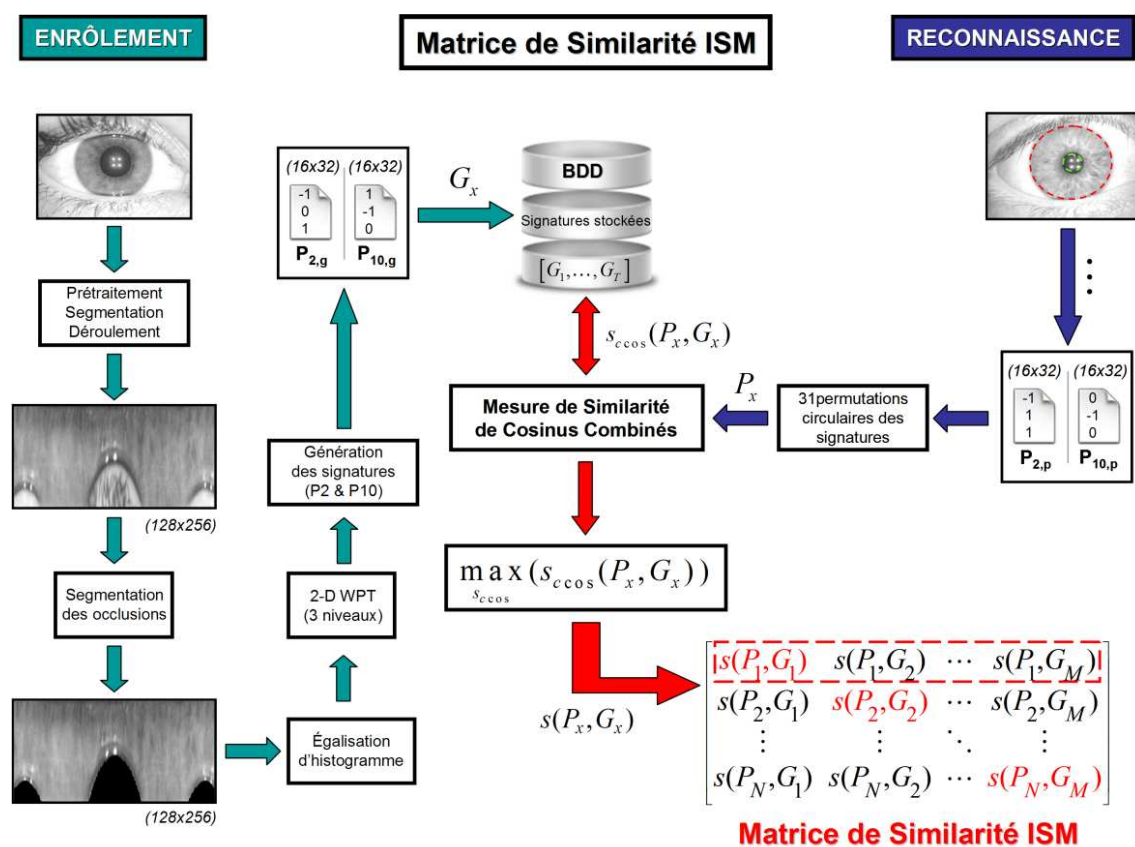 ENRÔLEMENT
Matrice de Similarité ISM
RECONNAISSANCE
Prétraitement
Segmentation
Déroulement
(128x256)
Segmentation
des occlusions
(128x256)
Égalisation
d'histogramme
2-D WPT
(3 niveaux)
Génération
des signatures
(P2 & P10)
(16x32) (16x32)
-1 1
0 -1
1 0
P2,g P10,g
Gx
BDD
Signatures stockées
[G1,…,GT]
sccos(Px,Gx)
Mesure de Similarité
de Cosinus Combinés
Px
31permutations
circulaires des
signatures
(16x32) (16x32)
-1 0
1 -1
1 0
P2,p P10,p
max(sccos(Px,Gx))
sccos
s(Px,Gx)
s(P1,G1) s(P1,G2) ⋯ s(P1,GM)
s(P2,G1) s(P2,G2) ⋯ s(P2,GM)
⋮ ⋮ ⋱ ⋮
s(PN,G1) s(PN,G2) ⋯ s(PN,GM)
Matrice de Similarité ISM